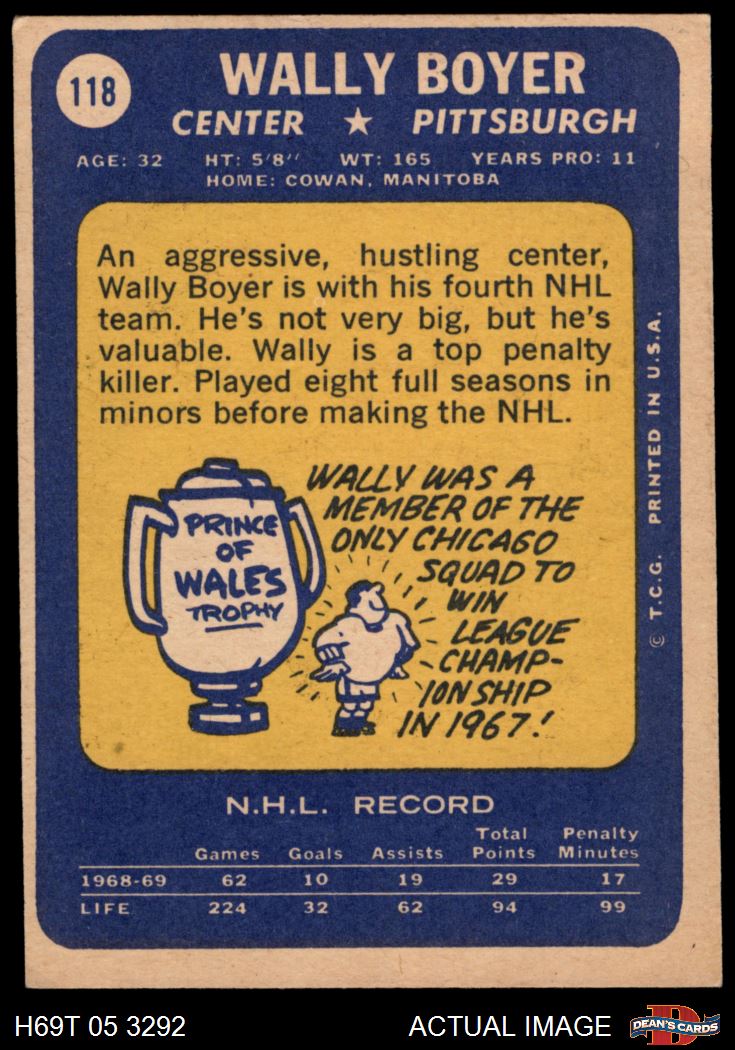 118
WALLY BOYER
CENTER ★ PITTSBURGH
AGE: 32 HT: 5'8'' WT: 165 YEARS PRO: 11
HOME: COWAN, MANITOBA
An aggressive, hustling center,
Wally Boyer is with his fourth NHL
team. He's not very big, but he's
valuable. Wally is a top penalty
killer. Played eight full seasons in
minors before making the NHL.
PRINCE
OF
WALES
TROPHY
WALLY WAS A
MEMBER OF THE
ONLY CHICAGO
SQUAD TO
WIN
LEAGUE
CHAMP-
IONSHIP
IN 1967!
© T.C.G. PRINTED IN U.S.A.
N.H.L. RECORD
Games Goals Assists Total Points Penalty Minutes
1968-69 62 10 19 29 17
LIFE 224 32 62 94 99
H69T 05 3292 ACTUAL IMAGE
D
DEAN'S CARDS